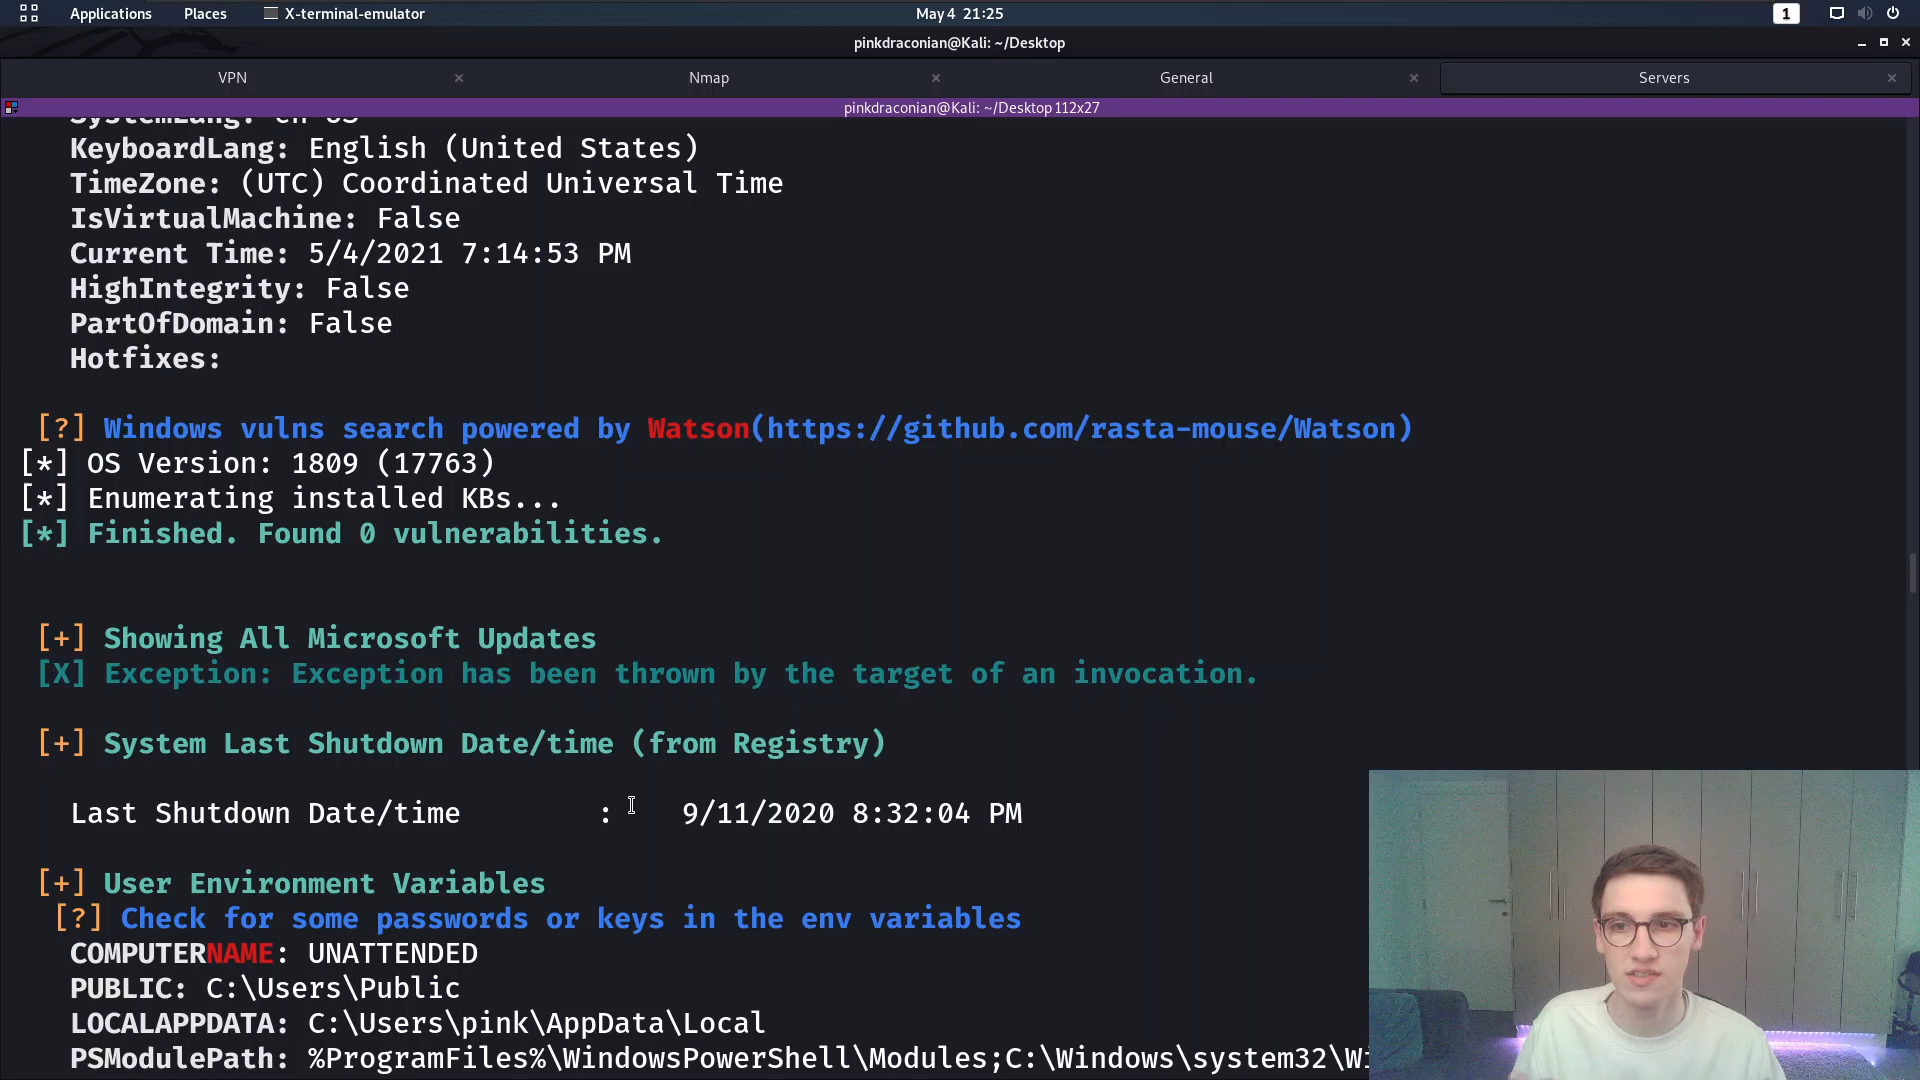 Applications Places X-terminal-emulator May 4 21:25 1
pinkdraconian@Kali: ~/Desktop
VPN × Nmap × General × Servers ×
pinkdraconian@Kali: ~/Desktop 112x27
SystemLang: en-US
KeyboardLang: English (United States)
TimeZone: (UTC) Coordinated Universal Time
IsVirtualMachine: False
Current Time: 5/4/2021 7:14:53 PM
HighIntegrity: False
PartOfDomain: False
Hotfixes:
[?] Windows vulns search powered by Watson(https://github.com/rasta-mouse/Watson)
[*] OS Version: 1809 (17763)
[*] Enumerating installed KBs...
[*] Finished. Found 0 vulnerabilities.
[+] Showing All Microsoft Updates
[X] Exception: Exception has been thrown by the target of an invocation.
[+] System Last Shutdown Date/time (from Registry)
Last Shutdown Date/time : 9/11/2020 8:32:04 PM
[+] User Environment Variables
[?] Check for some passwords or keys in the env variables
COMPUTERNAME: UNATTENDED
PUBLIC: C:\Users\Public
LOCALAPPDATA: C:\Users\pink\AppData\Local
PSModulePath: %ProgramFiles%\WindowsPowerShell\Modules;C:\Windows\system32\Wi